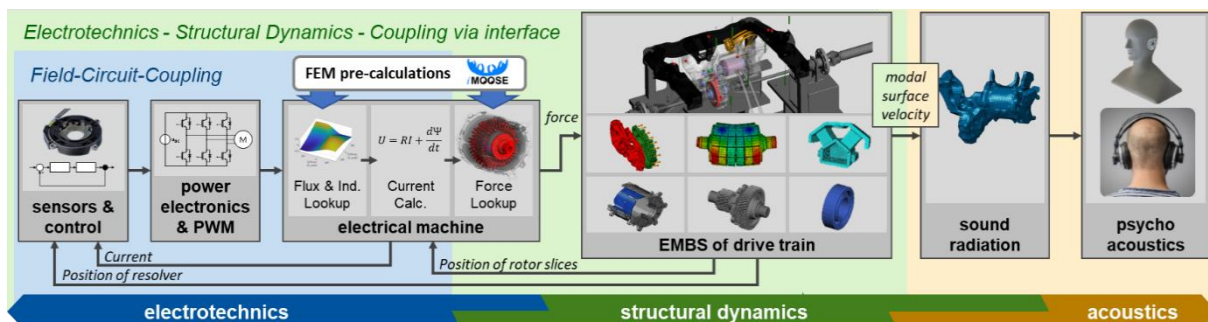 Electrotechnics - Structural Dynamics - Coupling via interface
Field-Circuit-Coupling
FEM pre-calculations
iMOOSE
sensors &
control
power
electronics
& PWM
U = RI + dΨ/dt
Flux & Ind.
Lookup
Current
Calc.
Force
Lookup
electrical machine
force
EMBS of drive train
modal
surface
velocity
sound
radiation
psycho
acoustics
Current
Position of resolver
Position of rotor slices
electrotechnics
structural dynamics
acoustics